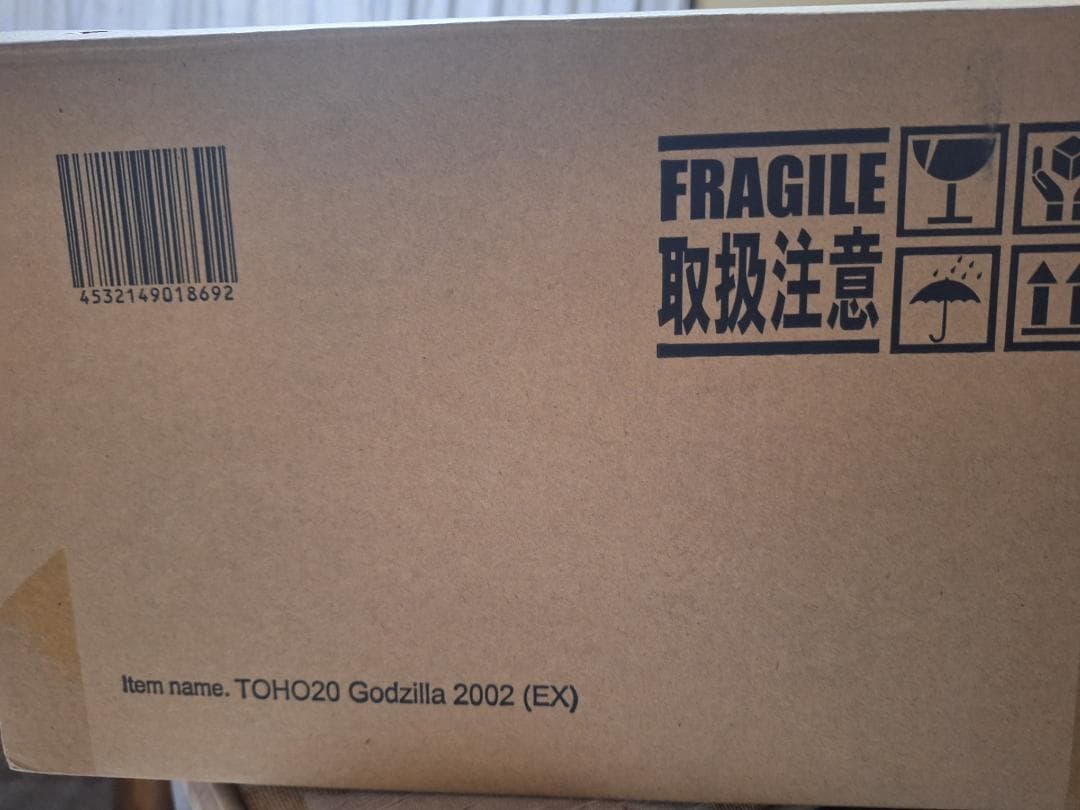 FRAGILE
取扱注意
4532149018692
Item name. TOHO20 Godzilla 2002 (EX)